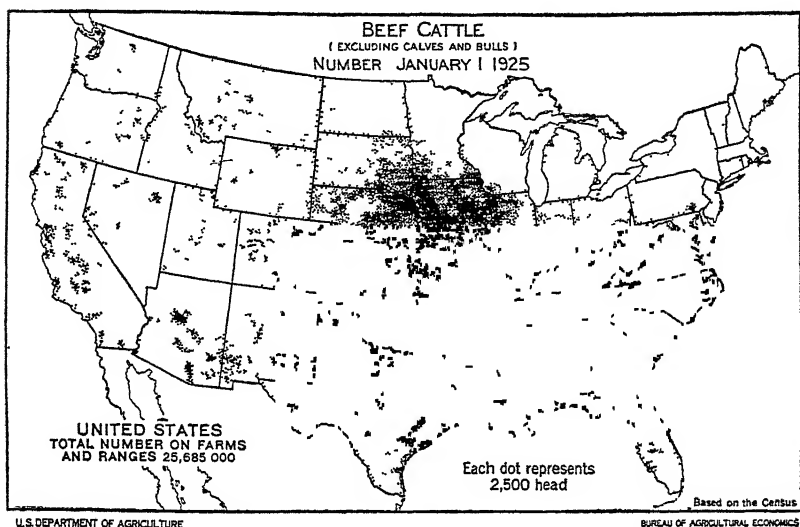 BEEF CATTLE
( EXCLUDING CALVES AND BULLS )
NUMBER JANUARY 1 1925
UNITED STATES
TOTAL NUMBER ON FARMS
AND RANGES 25,685 000
Each dot represents
2,500 head
Based on the Census
U.S. DEPARTMENT OF AGRICULTURE
BUREAU OF AGRICULTURAL ECONOMICS